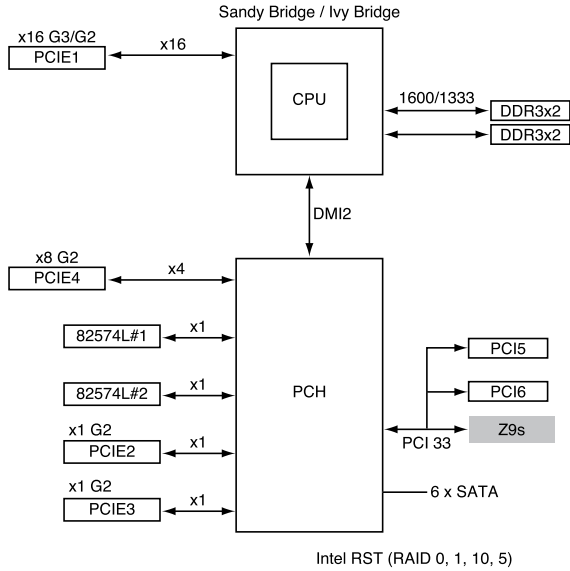 Sandy Bridge / Ivy Bridge
x16 G3/G2
PCIE1
x16
CPU
1600/1333
DDR3x2
DDR3x2
DMI2
x8 G2
PCIE4
x4
82574L#1
x1
PCH
PCI5
82574L#2
x1
PCI6
x1 G2
PCIE2
x1
PCI 33
Z9s
x1 G2
PCIE3
x1
6 x SATA
Intel RST (RAID 0, 1, 10, 5)